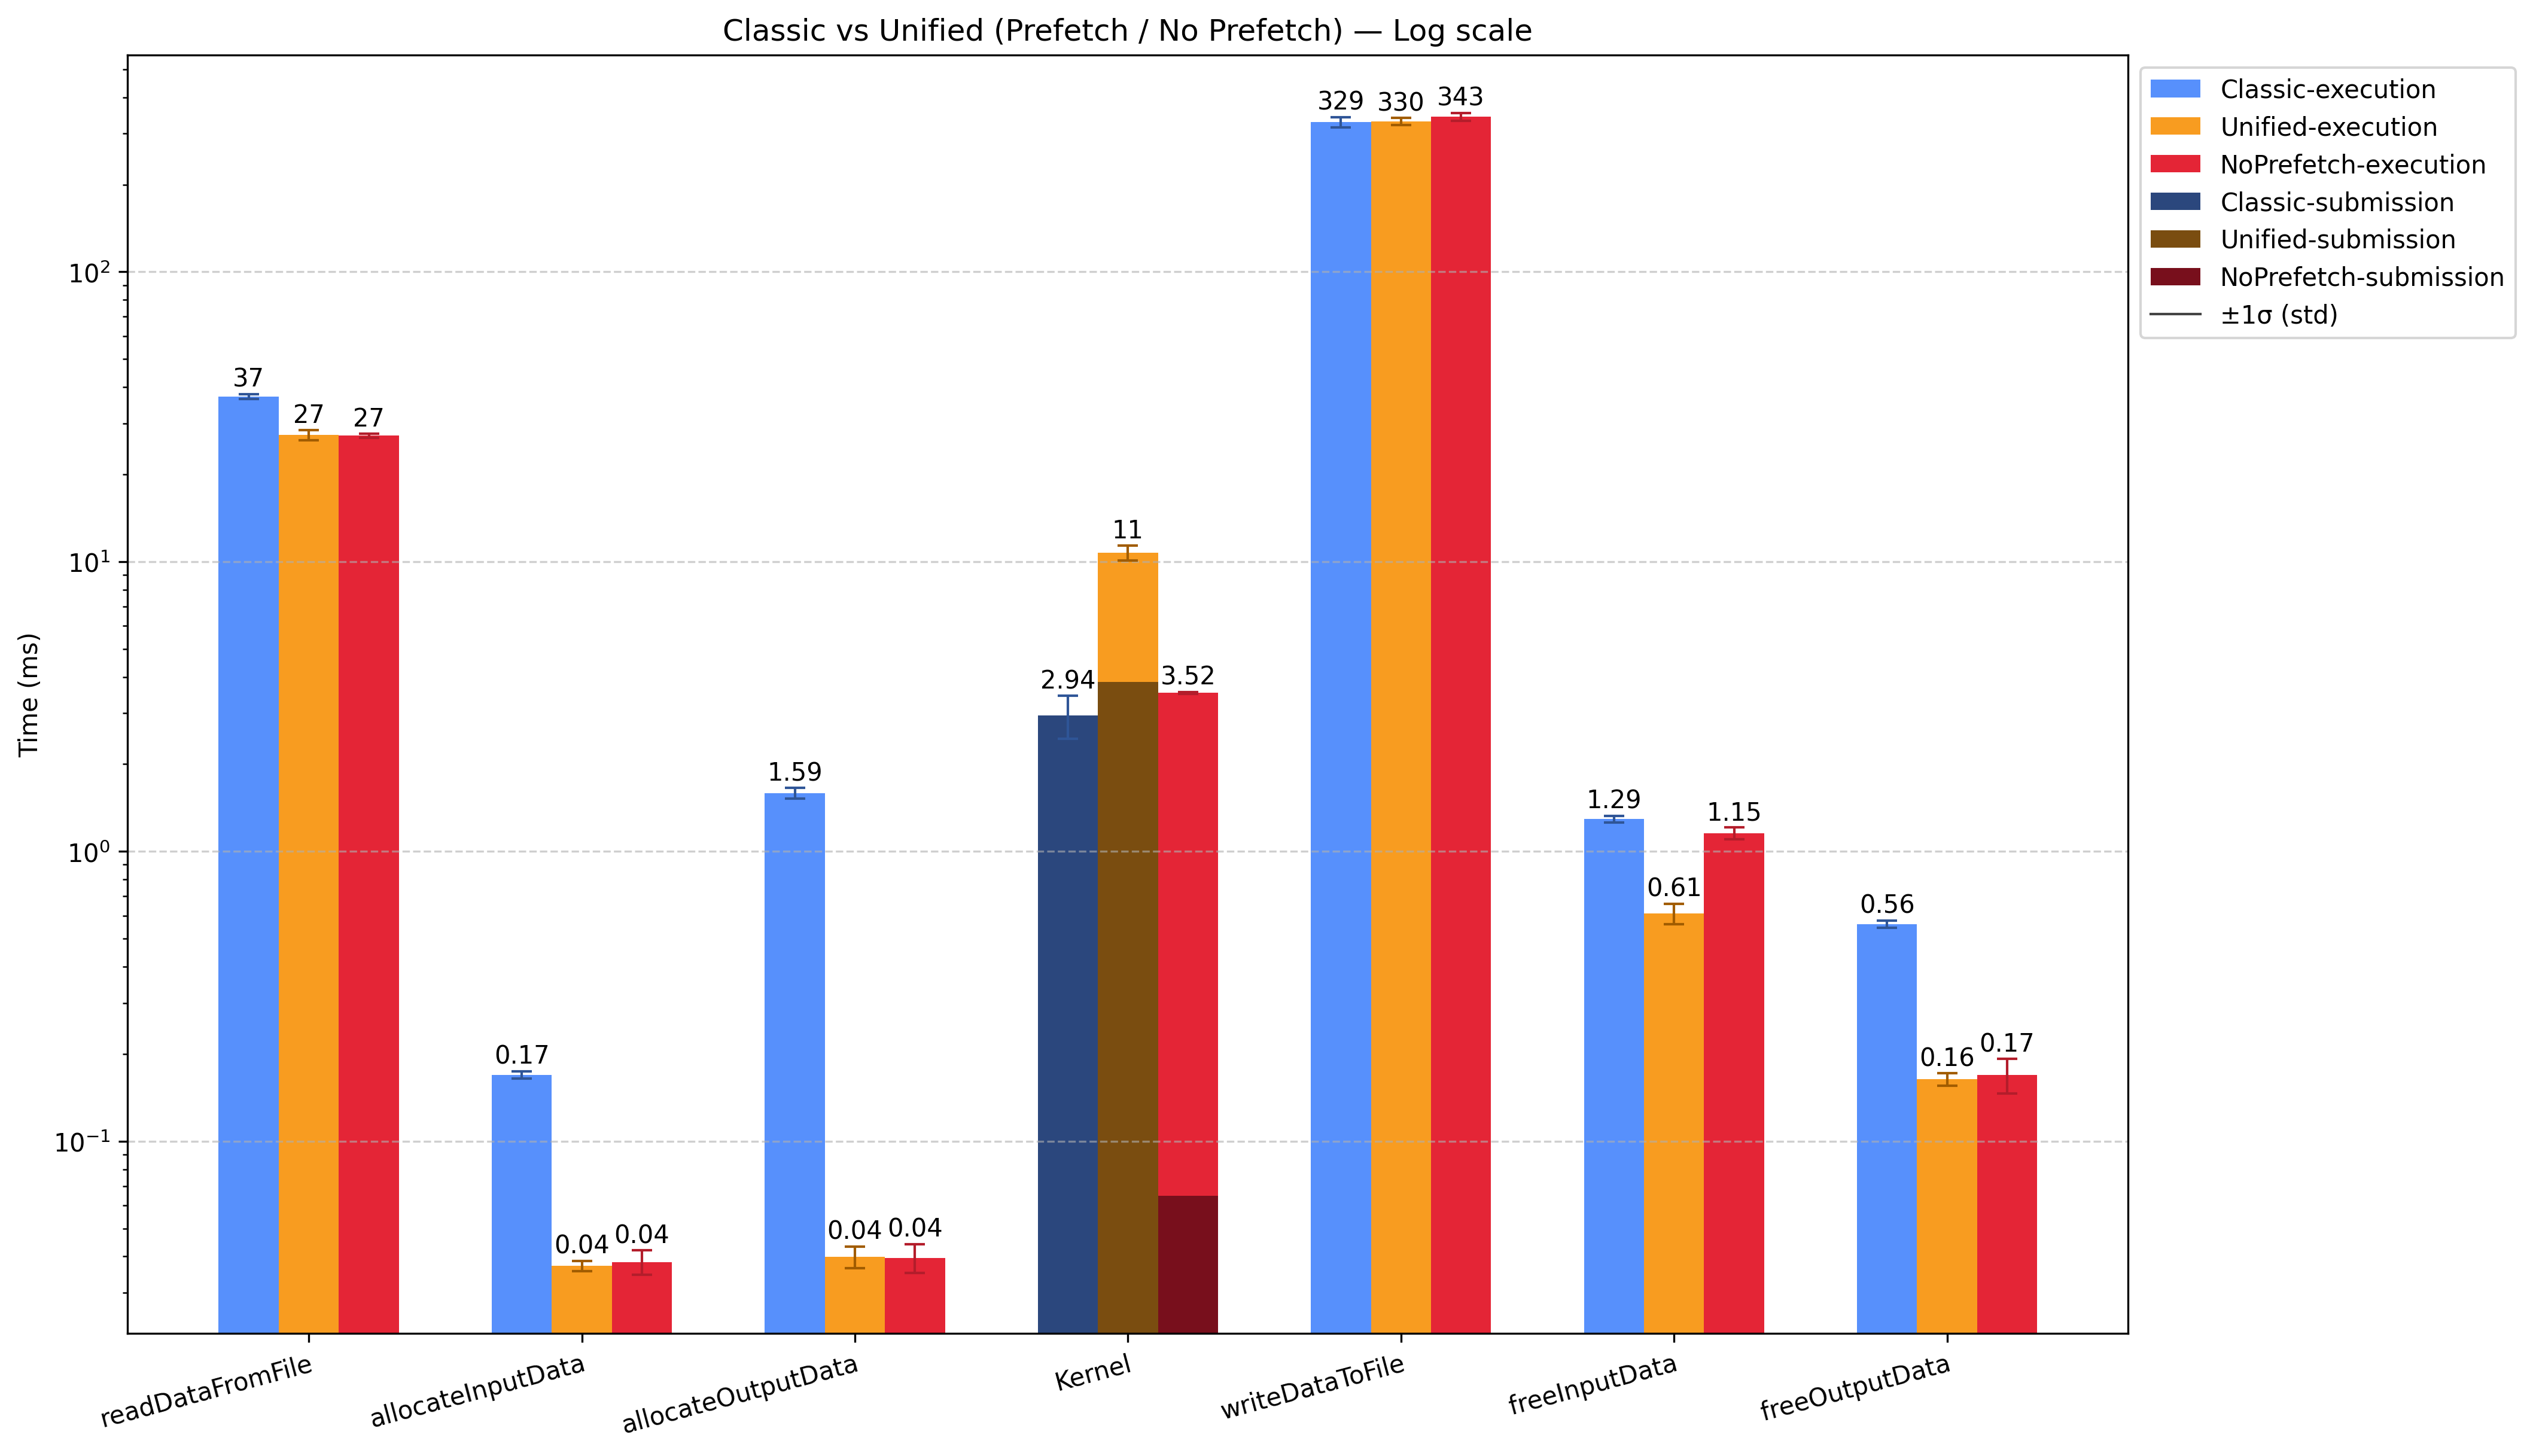 Classic vs Unified (Prefetch / No Prefetch) — Log scale
Classic-execution
Unified-execution
NoPrefetch-execution
Classic-submission
Unified-submission
NoPrefetch-submission
±1σ (std)
Time (ms)
10²
10¹
10⁰
10⁻¹
37
27
27
0.17
0.04
0.04
1.59
0.04
0.04
2.94
11
3.52
329
330
343
1.29
0.61
1.15
0.56
0.16
0.17
readDataFromFile
allocateInputData
allocateOutputData
Kernel
writeDataToFile
freeInputData
freeOutputData